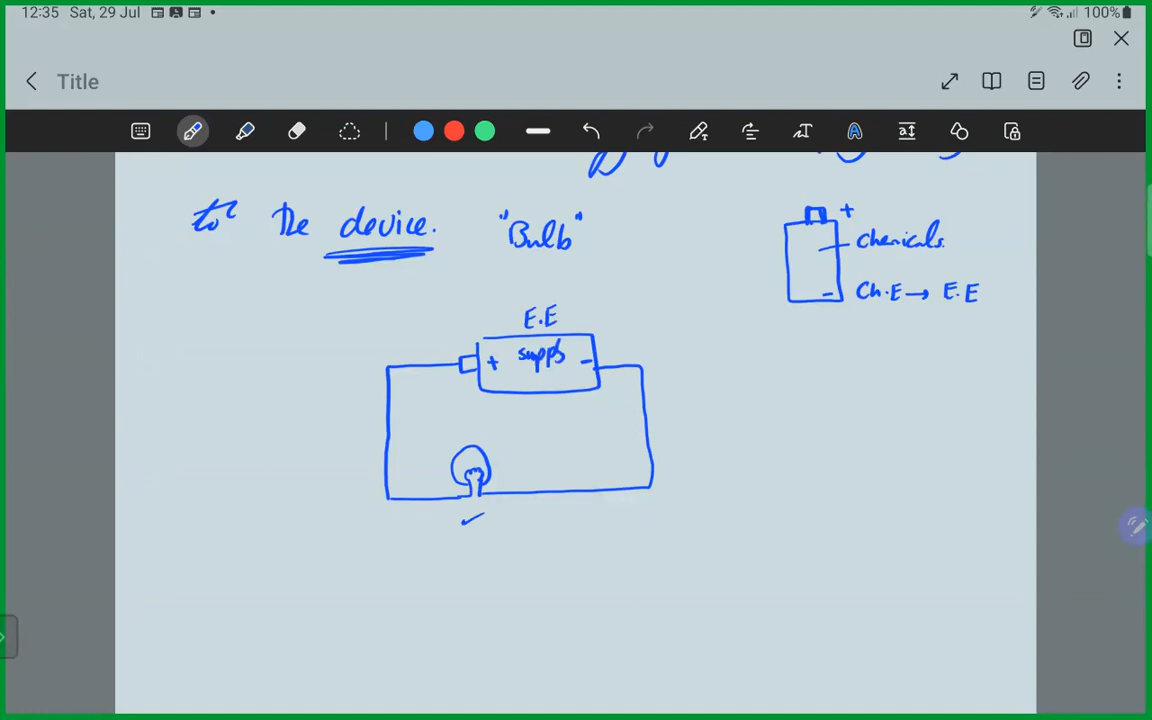 12:35 Sat, 29 Jul 100%
Title
to the device. "Bulb"
+
chemicals.
- Ch.E → E.E
E.E
+ supply -